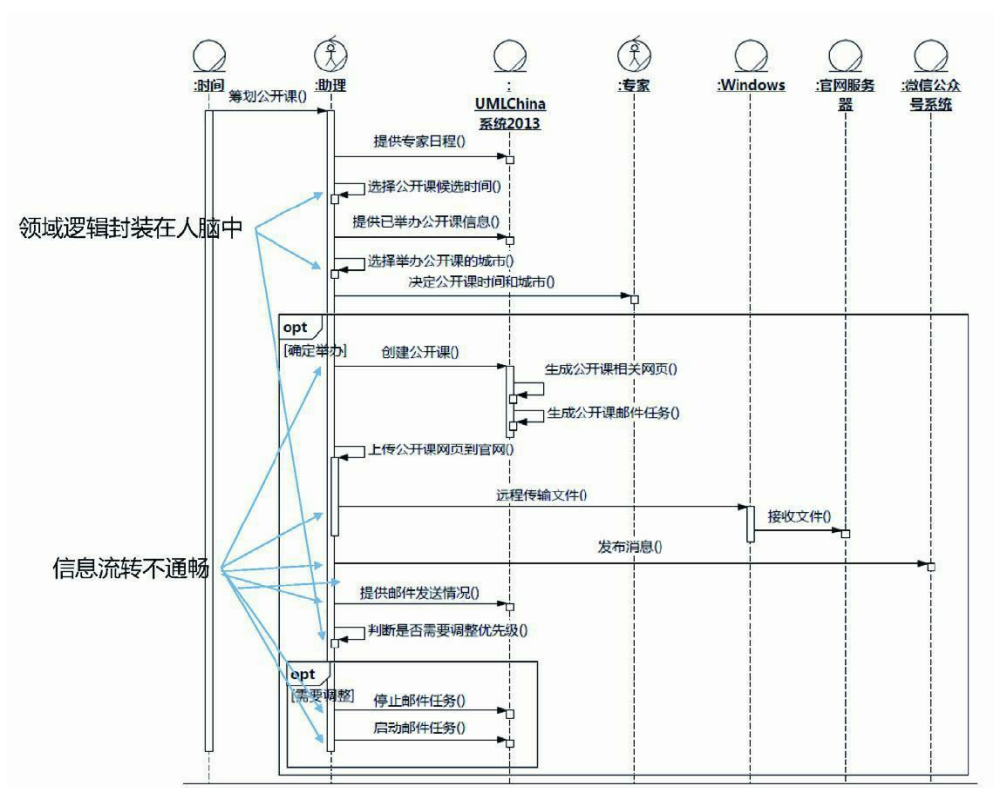 :时间
:助理
:
UMLChina
系统2013
:专家
:Windows
:官网服务
器
:微信公众
号系统
筹划公开课()
提供专家日程()
选择公开课候选时间()
领域逻辑封装在人脑中
提供已举办公开课信息()
选择举办公开课的城市()
决定公开课时间和城市()
opt
[确定举办]
创建公开课()
生成公开课相关网页()
生成公开课邮件任务()
上传公开课网页到官网()
远程传输文件()
接收文件()
发布消息()
信息流转不通畅
提供邮件发送情况()
判断是否需要调整优先级()
opt
[需要调整]
停止邮件任务()
启动邮件任务()